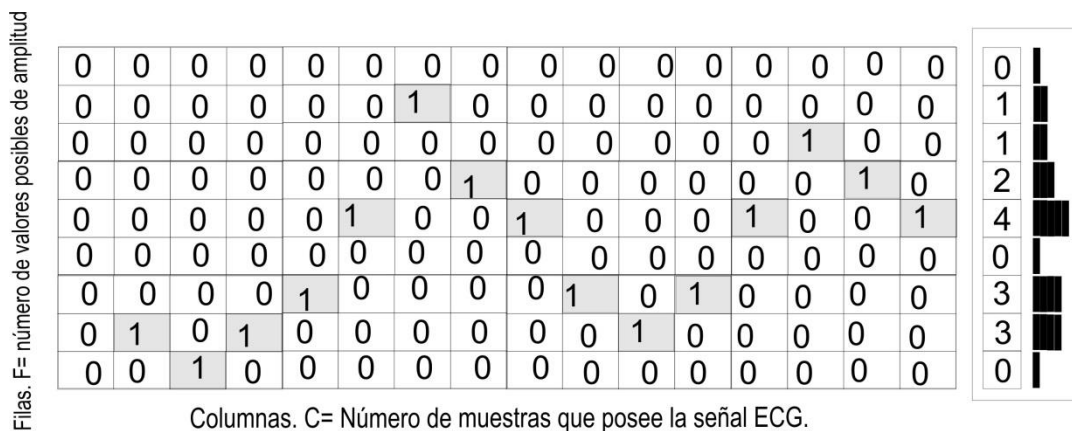 Filas. F= número de valores posibles de amplitud
0 0 0 0 0 0 0 0 0 0 0 0 0 0 0 0 0
0 0 0 0 0 0 1 0 0 0 0 0 0 0 0 0 1
0 0 0 0 0 0 0 0 0 0 0 0 0 1 0 0 1
0 0 0 0 0 0 0 1 0 0 0 0 0 0 1 0 2
0 0 0 0 0 1 0 0 1 0 0 0 1 0 0 1 4
0 0 0 0 0 0 0 0 0 0 0 0 0 0 0 0 0
0 0 0 0 1 0 0 0 0 1 0 1 0 0 0 0 3
0 1 0 1 0 0 0 0 0 0 1 0 0 0 0 0 3
0 0 1 0 0 0 0 0 0 0 0 0 0 0 0 0 0
Columnas. C= Número de muestras que posee la señal ECG.